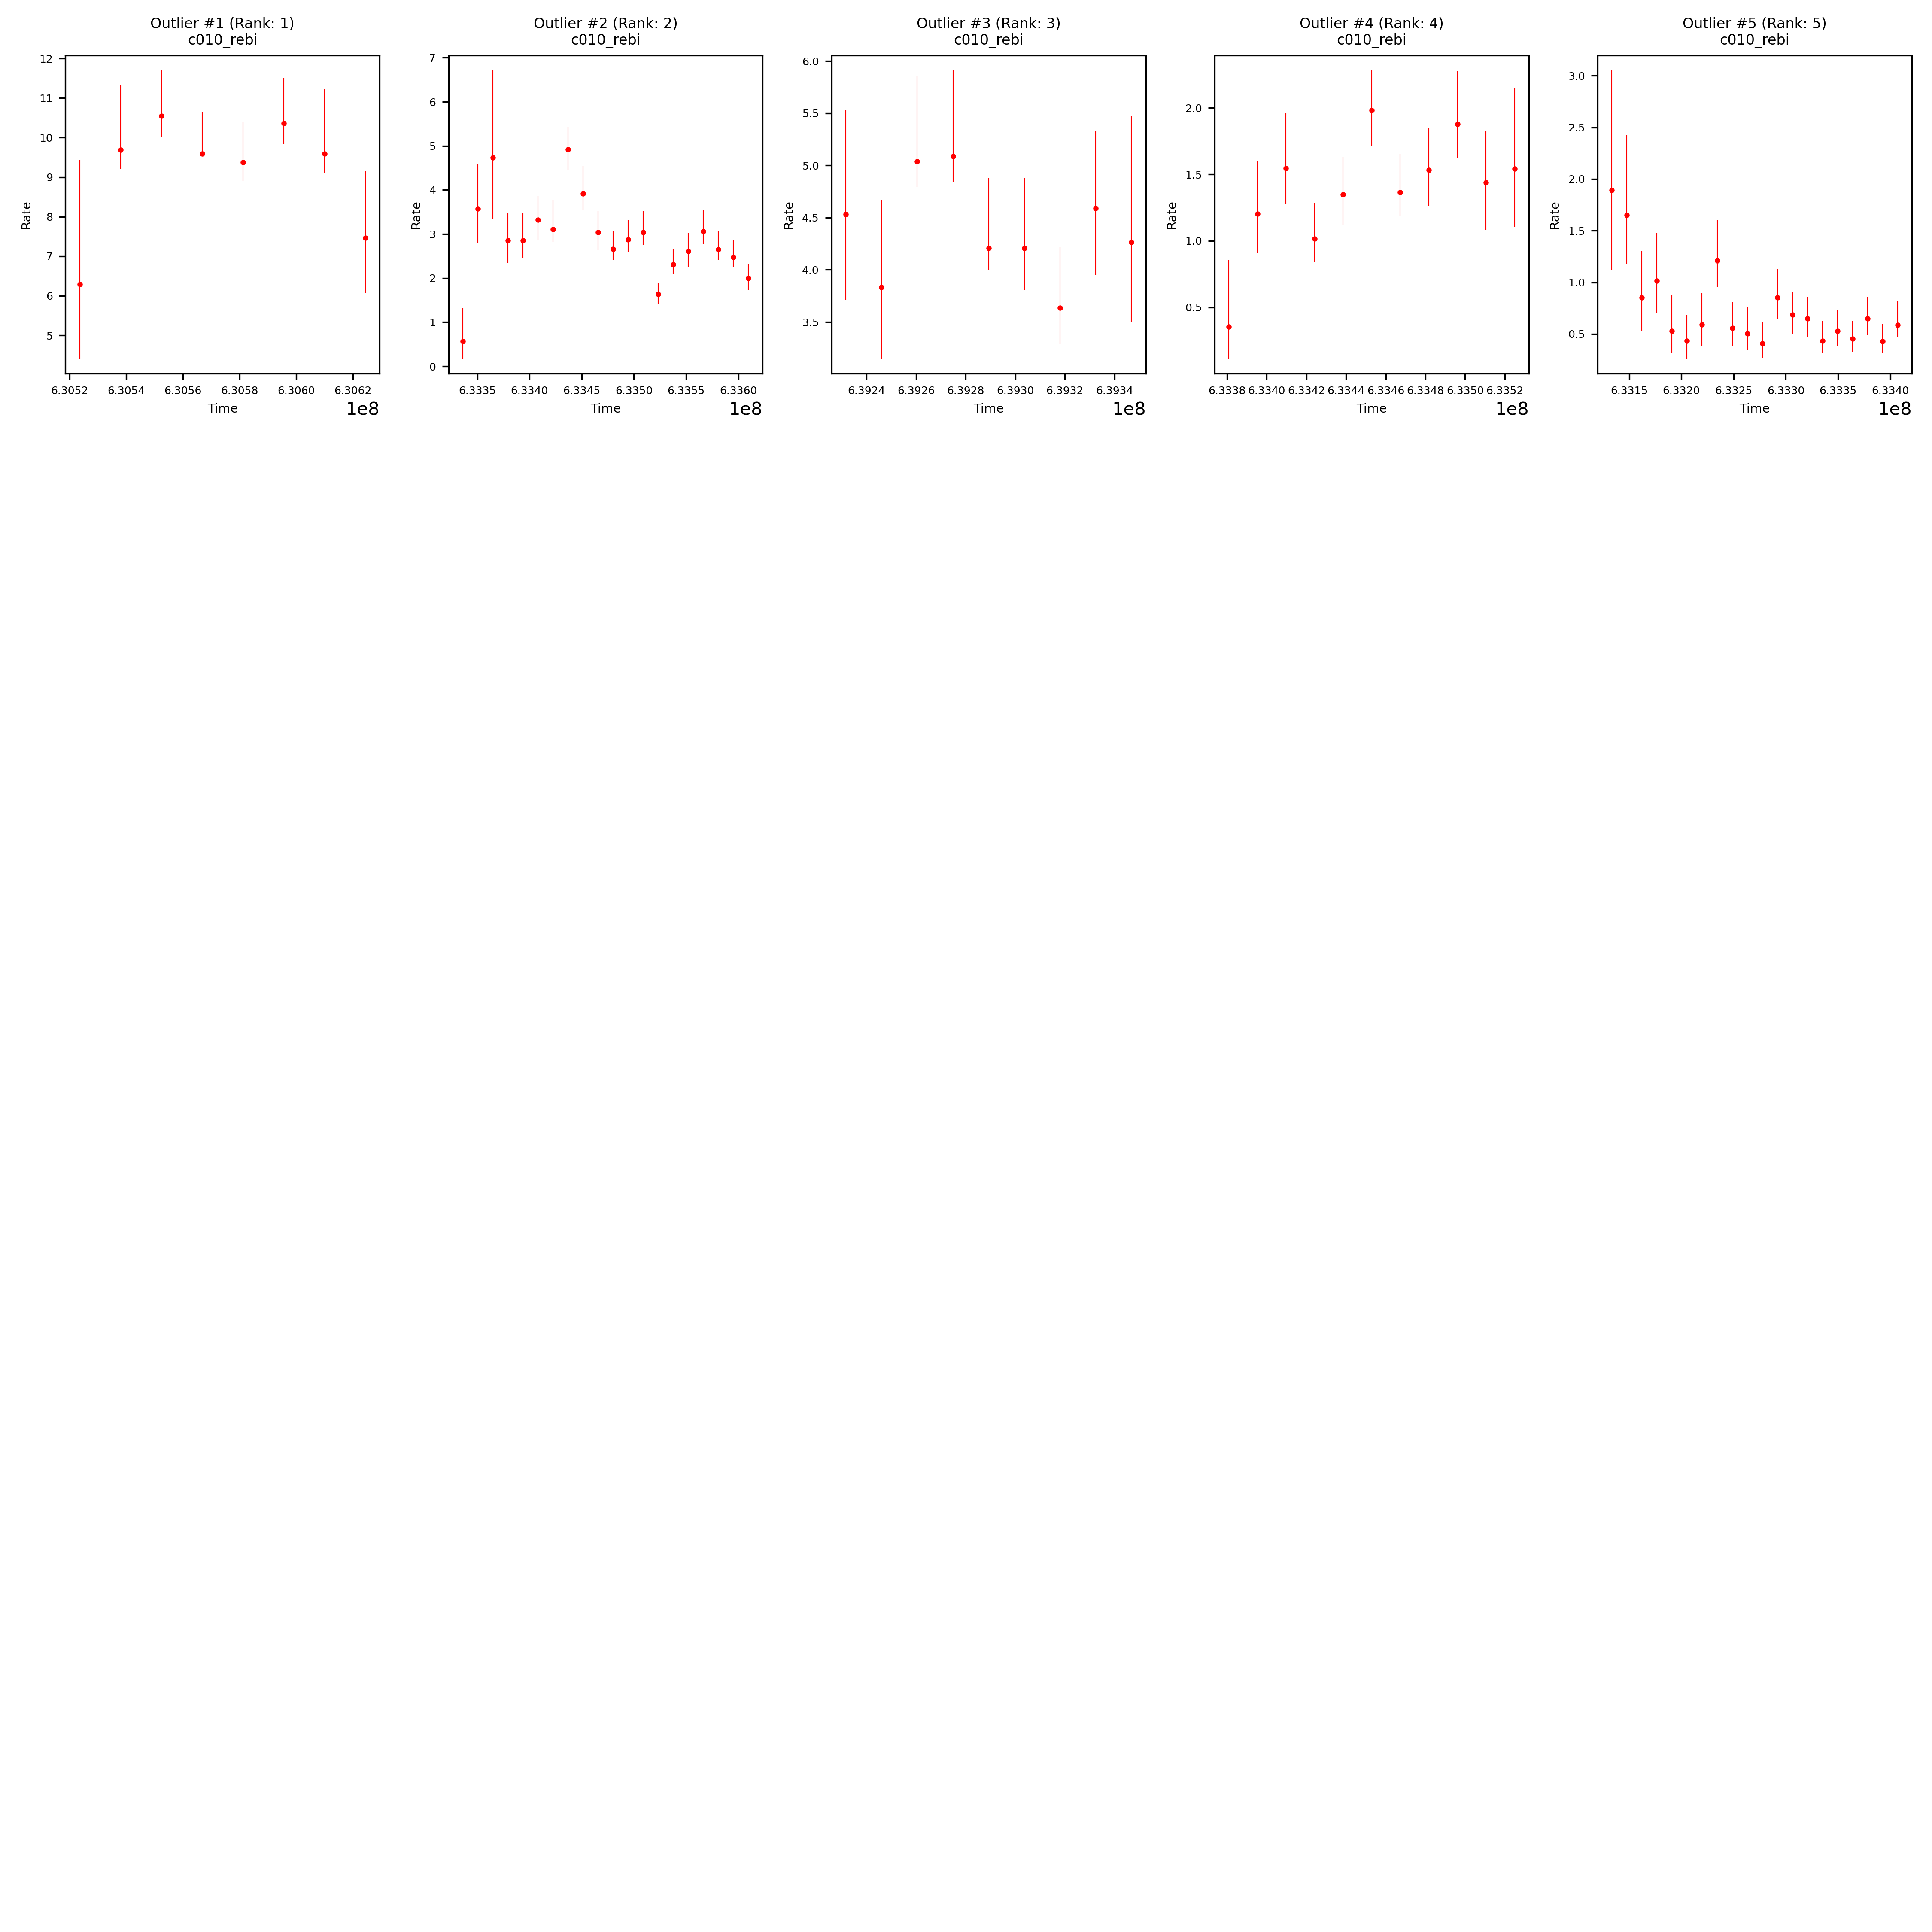 Outlier #1 (Rank: 1)
c010_rebi
Rate
12
11
10
9
8
7
6
5
6.3052 6.3054 6.3056 6.3058 6.3060 6.3062
Time
1e8
Outlier #2 (Rank: 2)
c010_rebi
Rate
7
6
5
4
3
2
1
0
6.3335 6.3340 6.3345 6.3350 6.3355 6.3360
Time
1e8
Outlier #3 (Rank: 3)
c010_rebi
Rate
6.0
5.5
5.0
4.5
4.0
3.5
6.3924 6.3926 6.3928 6.3930 6.3932 6.3934
Time
1e8
Outlier #4 (Rank: 4)
c010_rebi
Rate
2.0
1.5
1.0
0.5
6.3338 6.3340 6.3342 6.3344 6.3346 6.3348 6.3350 6.3352
Time
1e8
Outlier #5 (Rank: 5)
c010_rebi
Rate
3.0
2.5
2.0
1.5
1.0
0.5
6.3315 6.3320 6.3325 6.3330 6.3335 6.3340
Time
1e8